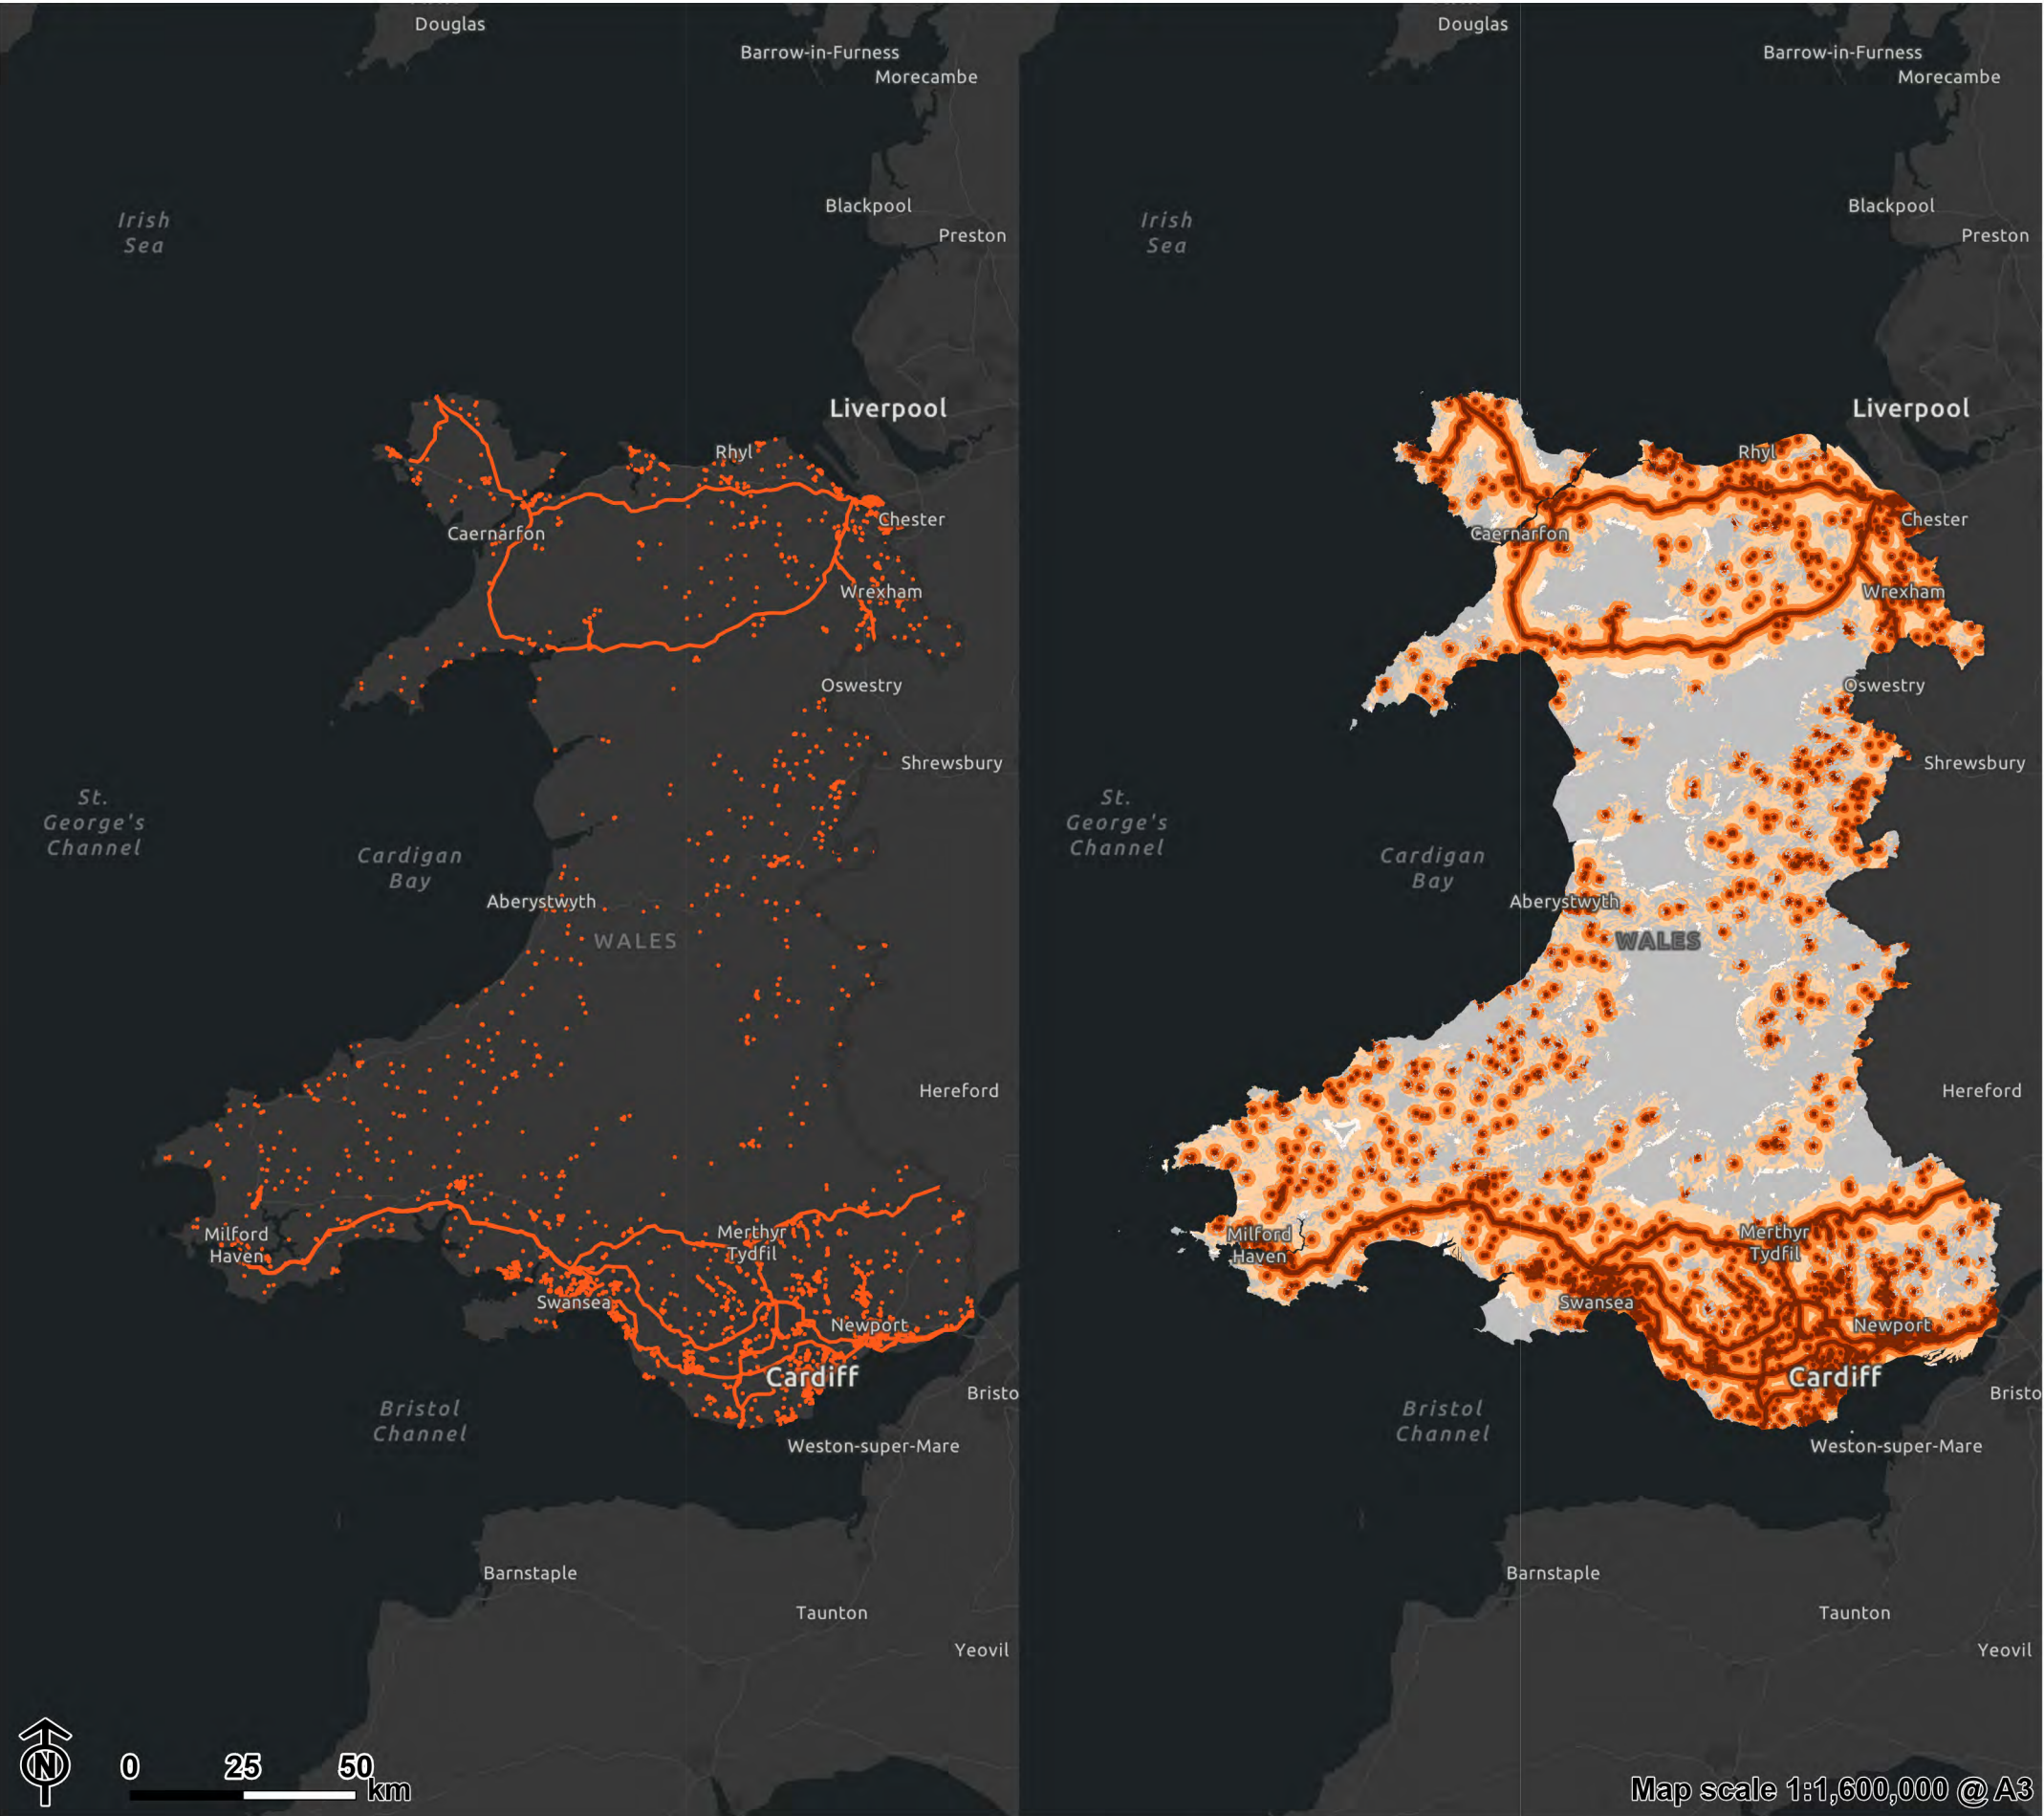 Douglas
Barrow-in-Furness
Morecambe
Blackpool
Preston
Irish
Sea
Liverpool
Rhyl
Chester
Caernarfon
Wrexham
Oswestry
Shrewsbury
St.
George's
Channel
Cardigan
Bay
Aberystwyth
WALES
Hereford
Milford
Haven
Merthyr
Tydfil
Swansea
Newport
Cardiff
Bristo
Bristol
Channel
Weston-super-Mare
Barnstaple
Taunton
Yeovil
N
0 25 50
km
Douglas
Barrow-in-Furness
Morecambe
Blackpool
Preston
Irish
Sea
Liverpool
Rhyl
Chester
Caernarfon
Wrexham
Oswestry
Shrewsbury
St.
George's
Channel
Cardigan
Bay
Aberystwyth
WALES
Hereford
Milford
Haven
Merthyr
Tydfil
Swansea
Newport
Cardiff
Bristo
Bristol
Channel
Weston-super-Mare
Barnstaple
Taunton
Yeovil
Map scale 1:1,600,000 @ A3